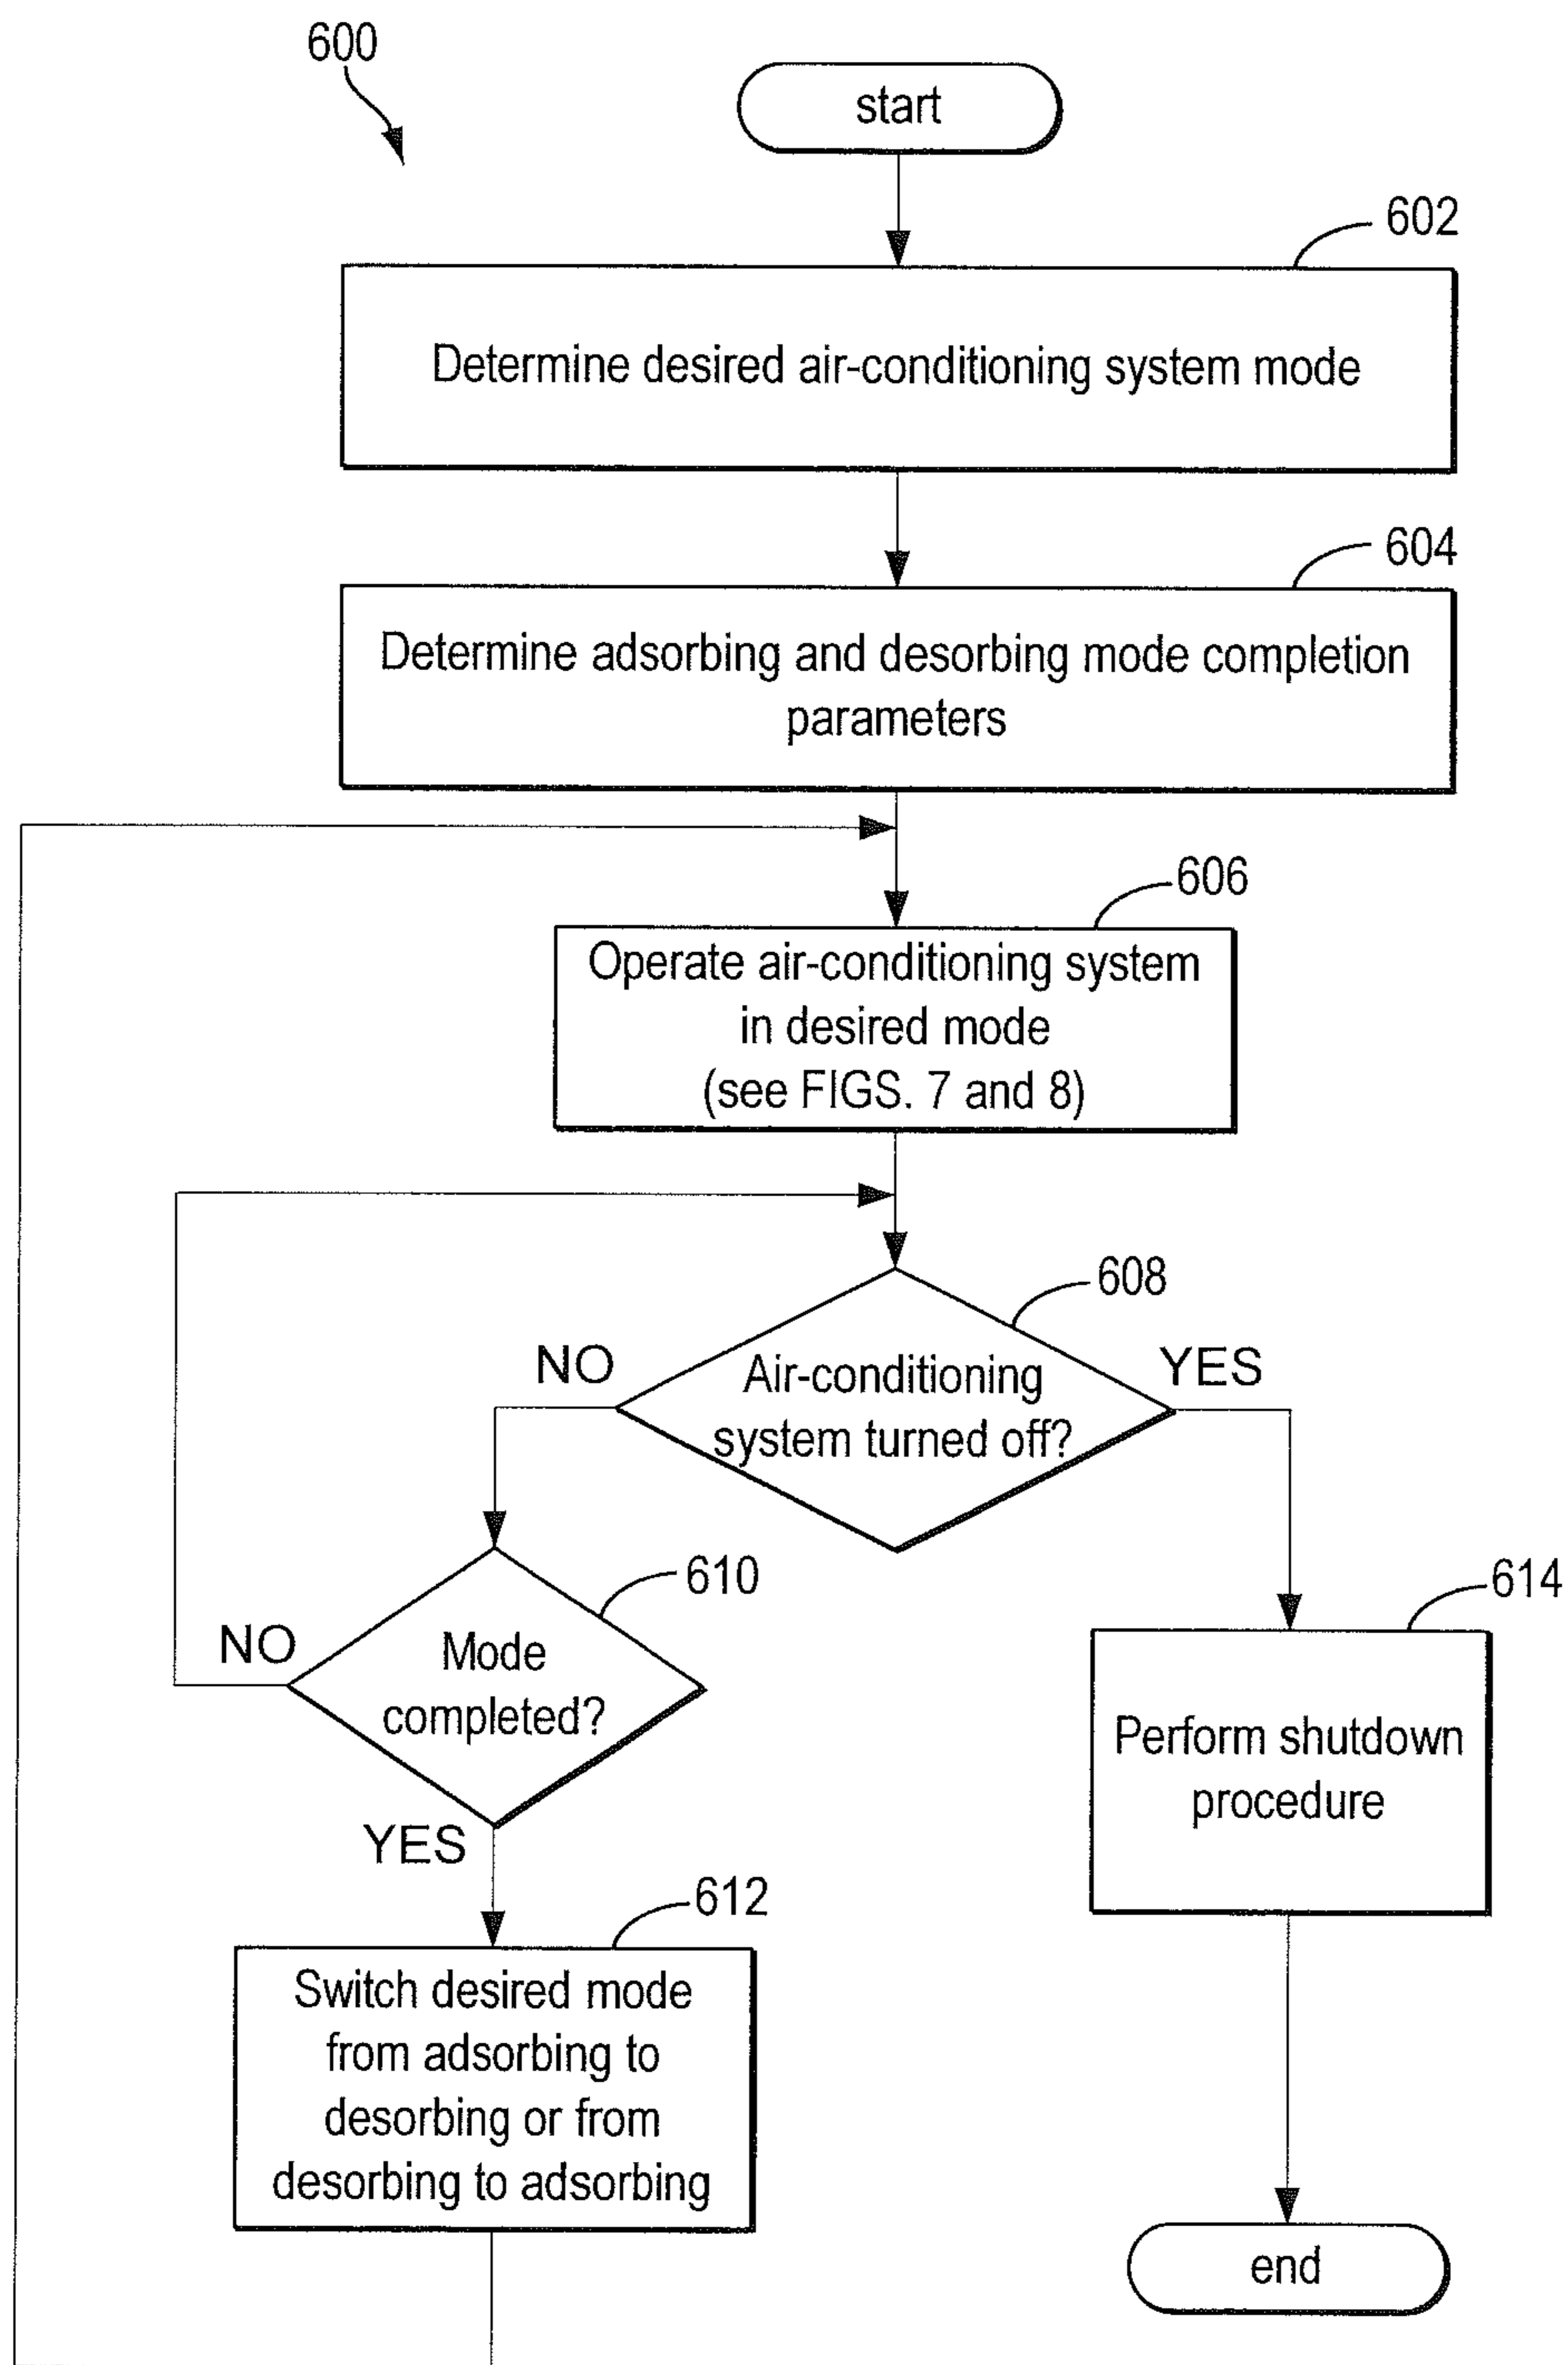 600
start
602
Determine desired air-conditioning system mode
604
Determine adsorbing and desorbing mode completion
parameters
606
Operate air-conditioning system
in desired mode
(see FIGS. 7 and 8)
608
NO
YES
Air-conditioning
system turned off?
610
614
NO
Mode
completed?
Perform shutdown
procedure
YES
612
Switch desired mode
from adsorbing to
desorbing or from
desorbing to adsorbing
end